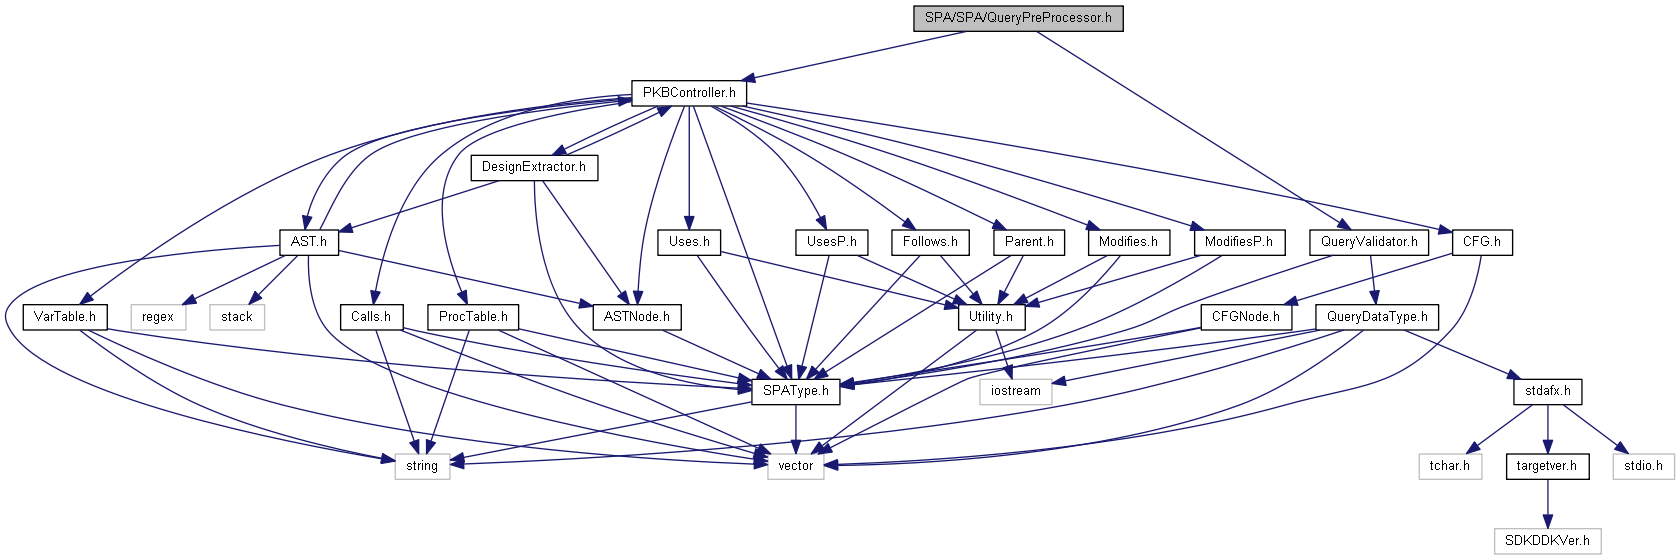 SPA/SPA/QueryPreProcessor.h
PKBController.h
DesignExtractor.h
AST.h
Uses.h
UsesP.h
Follows.h
Parent.h
Modifies.h
ModifiesP.h
QueryValidator.h
CFG.h
VarTable.h
regex
stack
Calls.h
ProcTable.h
ASTNode.h
Utility.h
CFGNode.h
QueryDataType.h
SPAType.h
iostream
stdafx.h
string
vector
tchar.h
targetver.h
stdio.h
SDKDDKVer.h